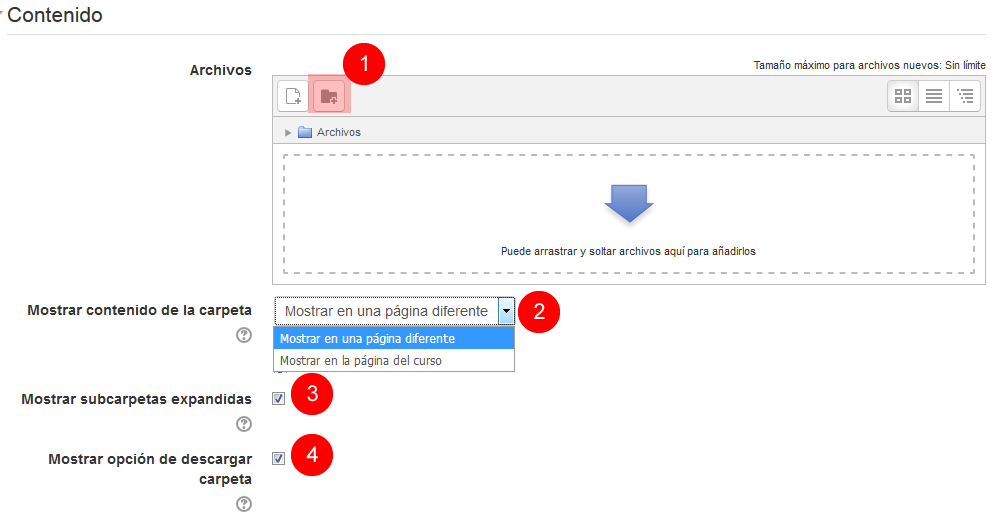 Contenido
Archivos
1
Tamaño máximo para archivos nuevos: Sin límite
Archivos
Puede arrastrar y soltar archivos aquí para añadirlos
Mostrar contenido de la carpeta
Mostrar en una página diferente
2
Mostrar en una página diferente
Mostrar en la página del curso
Mostrar subcarpetas expandidas
3
Mostrar opción de descargar
carpeta
4